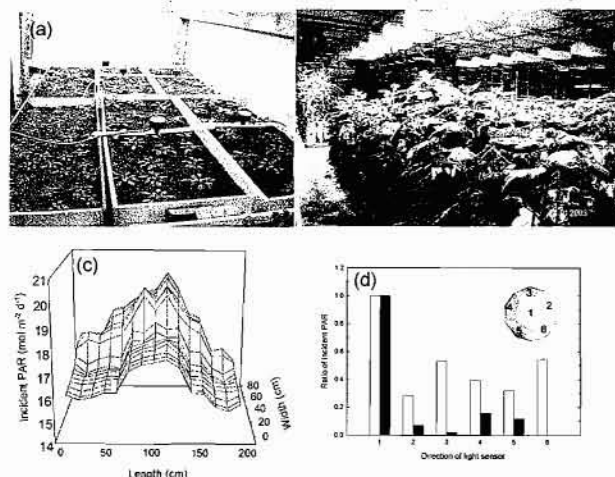 (a)
2003
(c)
21
20
19
18
17
16
15
14
Incident PAR (mol m⁻² d⁻¹)
0 50 100 150 200
Length (cm)
80
60
40
20
0
Width (cm)
(d)
1.2
1.0
0.8
0.6
0.4
0.2
0.0
Ratio of Incident PAR
3
4 2
1
5 6
1 2 3 4 5 6
Direction of light sensor